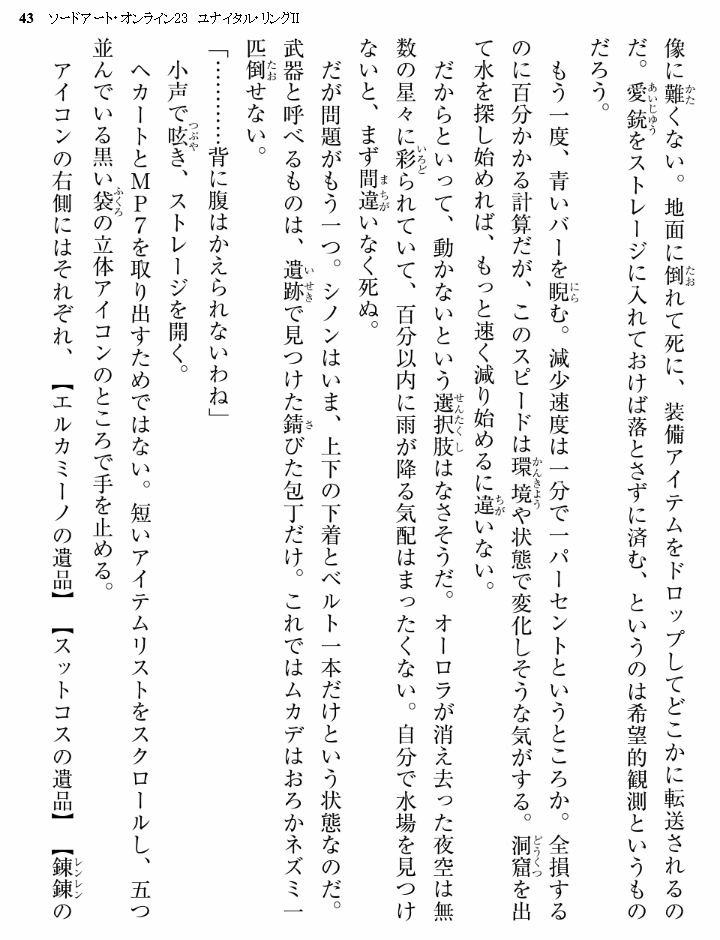 43 ソードアート・オンライン23 ユナイタル・リングII
像に難くない。地面に倒れて死に、装備アイテムをドロップしてどこかに転送されるの
だ。愛銃をストレージに入れておけば落とさずに済む、というのは希望的観測というもの
だろう。
もう一度、青いバーを睨む。減少速度は一分で一パーセントというところか。全損する
のに百分かかる計算だが、このスピードは環境や状態で変化しそうな気がする。洞窟を出
て水を探し始めれば、もっと速く減り始めるに違いない。
だからといって、動かないという選択肢はなさそうだ。オーロラが消え去った夜空は無
数の星々に彩られていて、百分以内に雨が降る気配はまったくない。自分で水場を見つけ
ないと、まず間違いなく死ぬ。
だが問題がもう一つ。シノンはいま、上下の下着とベルト一本だけという状態なのだ。
武器と呼べるものは、遺跡で見つけた錆びた包丁だけ。これではムカデはおろかネズミ一
匹倒せない。
「…………背に腹はかえられないわね」
小声で呟き、ストレージを開く。
ヘカートとMP7を取り出すためではない。短いアイテムリストをスクロールし、五つ
並んでいる黒い袋の立体アイコンのところで手を止める。
アイコンの右側にはそれぞれ、【エルカミーノの遺品】【スットコスの遺品】【錬錬の